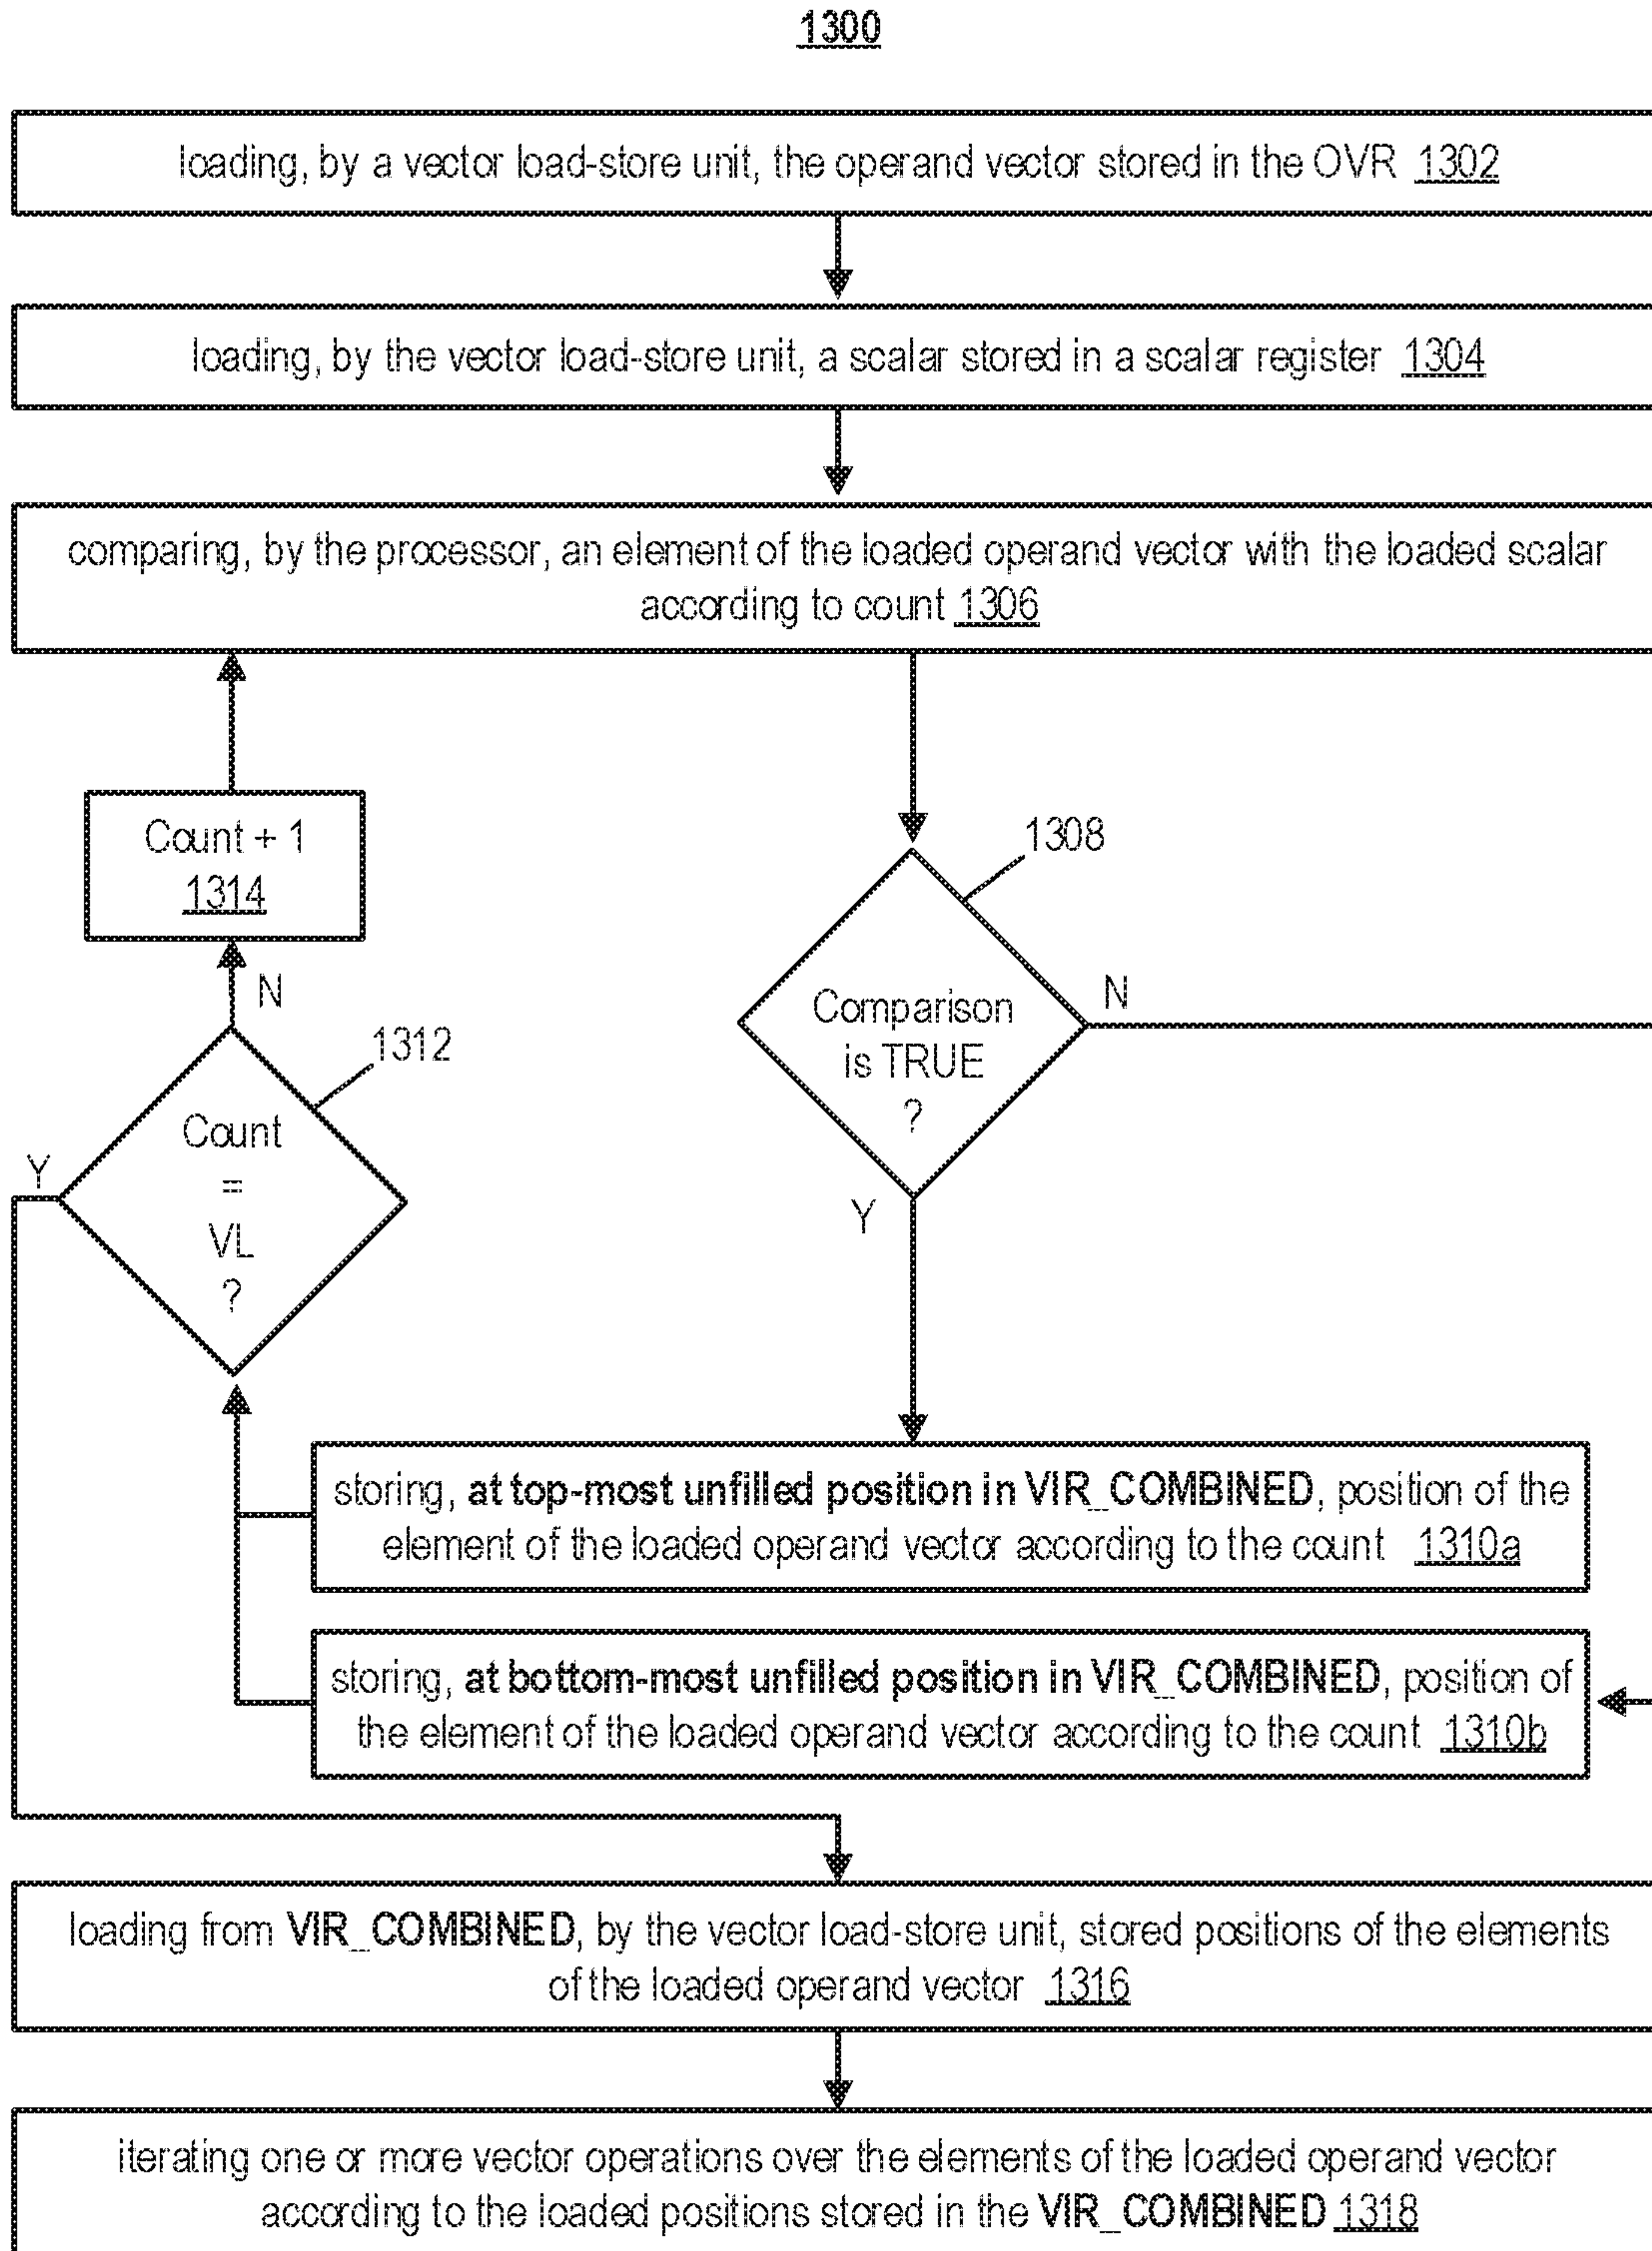 1300
loading, by a vector load-store unit, the operand vector stored in the OVR 1302
loading, by the vector load-store unit, a scalar stored in a scalar register 1304
comparing, by the processor, an element of the loaded operand vector with the loaded scalar
according to count 1306
Count + 1
1314
1308
N
Comparison
is TRUE
?
N
Y
1312
Count
=
VL
?
Y
storing, at top-most unfilled position in VIR_COMBINED, position of the
element of the loaded operand vector according to the count 1310a
storing, at bottom-most unfilled position in VIR_COMBINED, position of
the element of the loaded operand vector according to the count 1310b
loading from VIR_COMBINED, by the vector load-store unit, stored positions of the elements
of the loaded operand vector 1316
iterating one or more vector operations over the elements of the loaded operand vector
according to the loaded positions stored in the VIR_COMBINED 1318